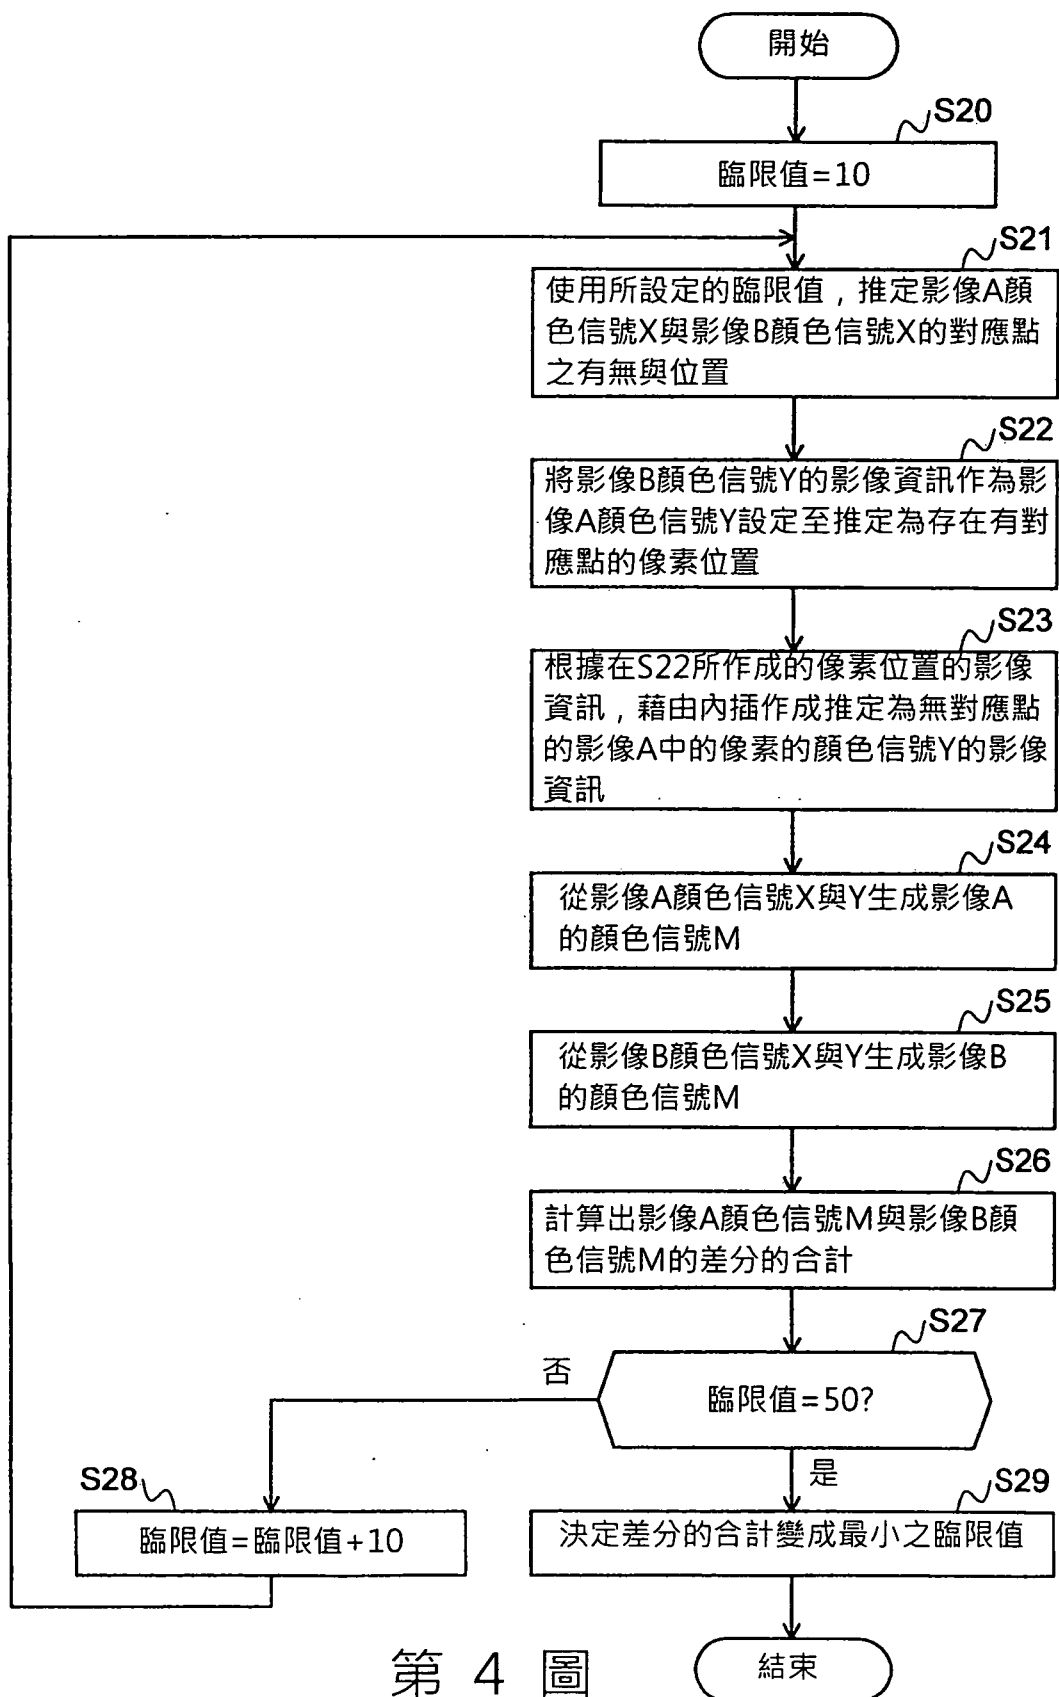 開始
S20
臨限值=10
S21
使用所設定的臨限值，推定影像A顏
色信號X與影像B顏色信號X的對應點
之有無與位置
S22
將影像B顏色信號Y的影像資訊作為影
像A顏色信號Y設定至推定為存在有對
應點的像素位置
S23
根據在S22所作成的像素位置的影像
資訊，藉由內插作成推定為無對應點
的影像A中的像素的顏色信號Y的影像
資訊
S24
從影像A顏色信號X與Y生成影像A
的顏色信號M
S25
從影像B顏色信號X與Y生成影像B
的顏色信號M
S26
計算出影像A顏色信號M與影像B顏
色信號M的差分的合計
S27
否
臨限值=50?
是
S28
臨限值=臨限值+10
S29
決定差分的合計變成最小之臨限值
結束
第 4 圖